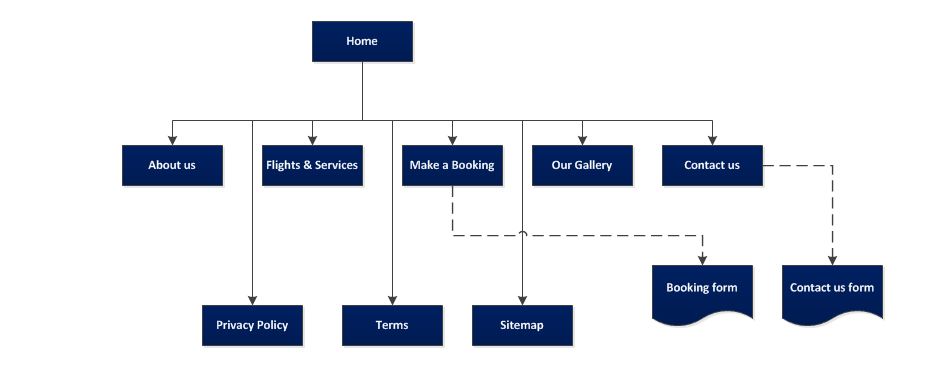 Home
About us
Flights & Services
Make a Booking
Our Gallery
Contact us
Booking form
Contact us form
Privacy Policy
Terms
Sitemap